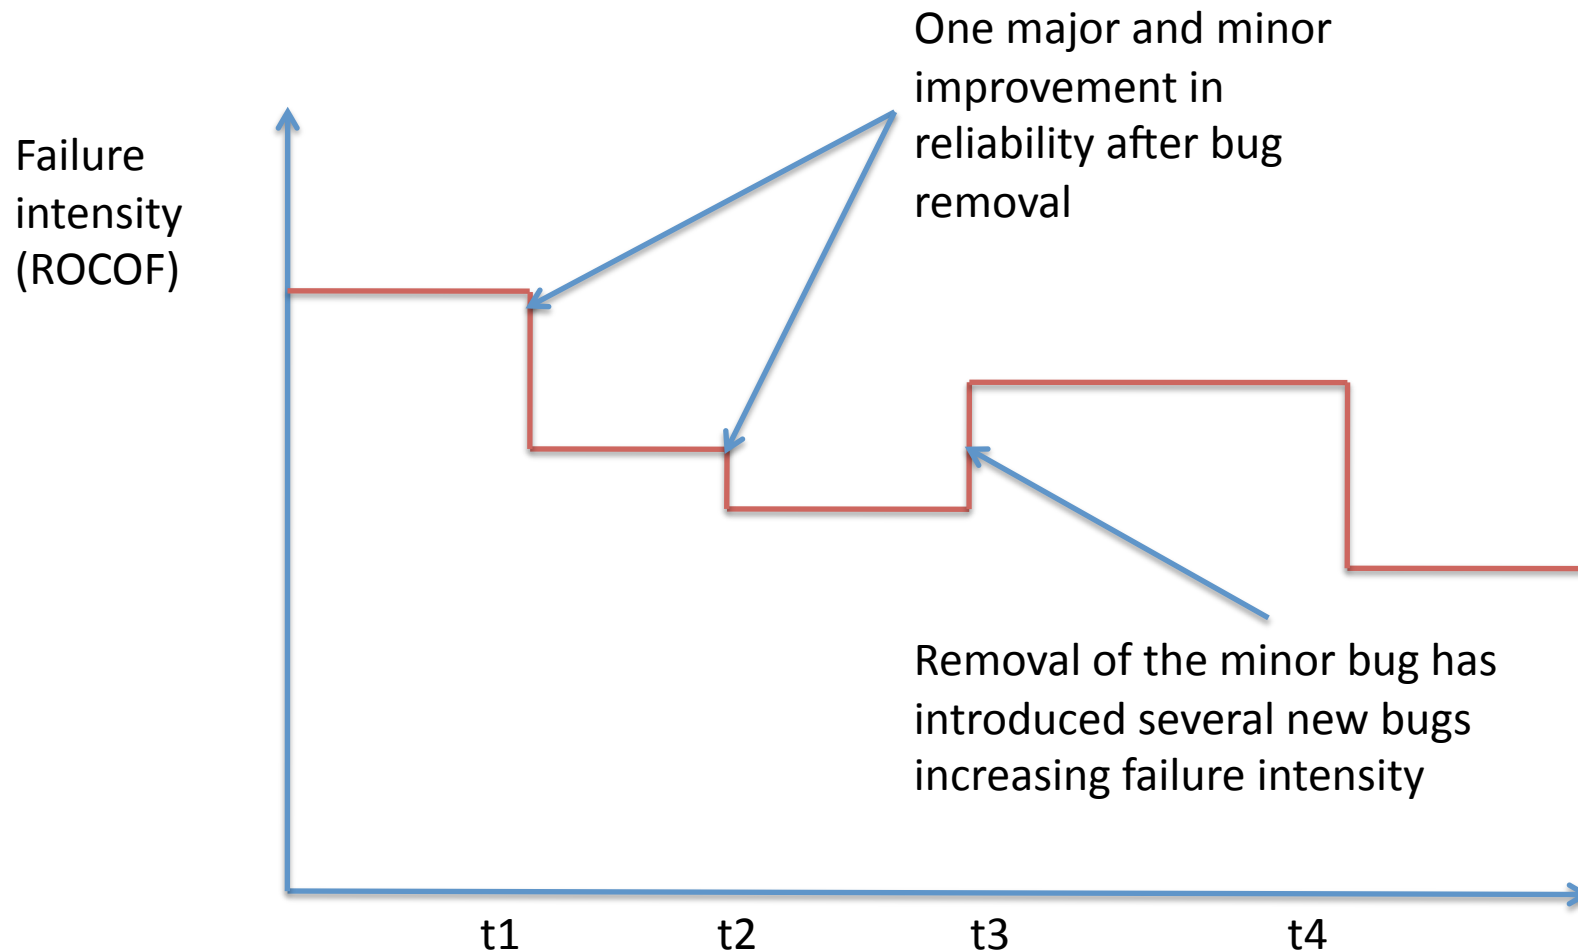 One major and minor
improvement in
reliability after bug
removal
Failure
intensity
(ROCOF)
Removal of the minor bug has
introduced several new bugs
increasing failure intensity
t1 t2 t3 t4